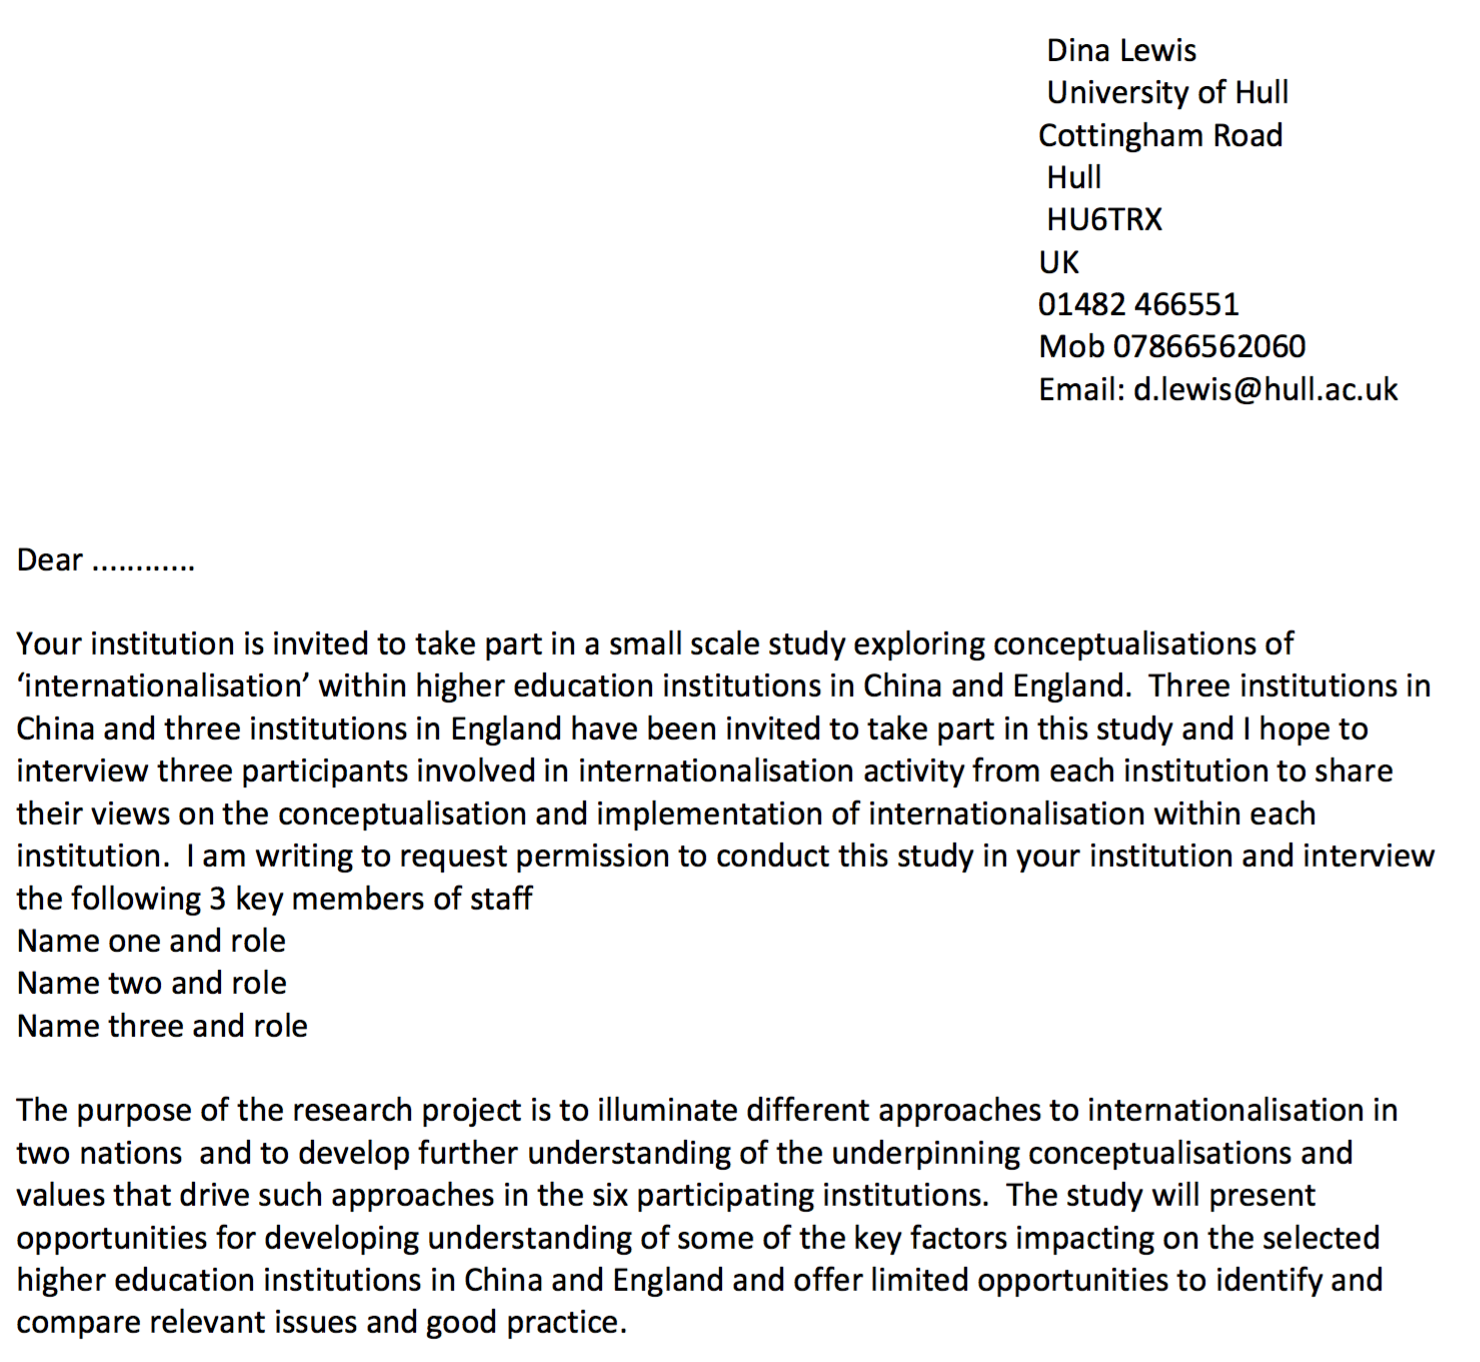 Dina Lewis
University of Hull
Cottingham Road
Hull
HU6TRX
UK
01482 466551
Mob 07866562060
Email: d.lewis@hull.ac.uk
Dear ............
Your institution is invited to take part in a small scale study exploring conceptualisations of
‘internationalisation’ within higher education institutions in China and England.  Three institutions in
China and three institutions in England have been invited to take part in this study and I hope to
interview three participants involved in internationalisation activity from each institution to share
their views on the conceptualisation and implementation of internationalisation within each
institution.  I am writing to request permission to conduct this study in your institution and interview
the following 3 key members of staff
Name one and role
Name two and role
Name three and role
The purpose of the research project is to illuminate different approaches to internationalisation in
two nations  and to develop further understanding of the underpinning conceptualisations and
values that drive such approaches in the six participating institutions.  The study will present
opportunities for developing understanding of some of the key factors impacting on the selected
higher education institutions in China and England and offer limited opportunities to identify and
compare relevant issues and good practice.